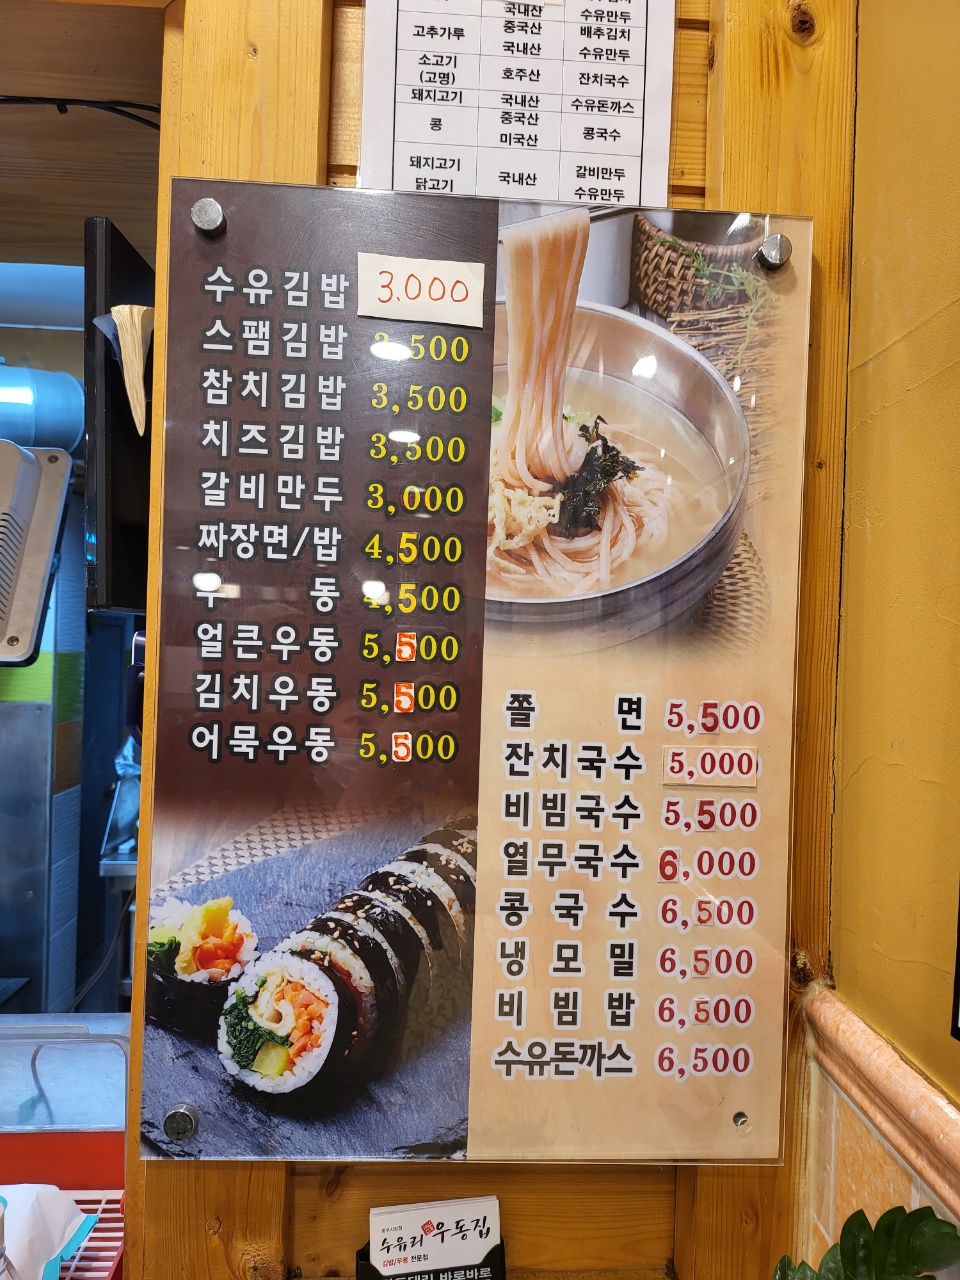 국내산 수유만두
고추가루 중국산 배추김치
국내산 수유만두
소고기
(고명) 호주산 잔치국수
돼지고기 국내산 수유돈까스
콩 중국산 콩국수
미국산
돼지고기 국내산 갈비만두
닭고기 수유만두
수유김밥 3.000
스팸김밥 3,500
참치김밥 3,500
치즈김밥 3,500
갈비만두 3,000
짜장면/밥 4,500
우동 4,500
얼큰우동 5,500
김치우동 5,500
어묵우동 5,500
쫄면 5,500
잔치국수 5,000
비빔국수 5,500
열무국수 6,000
콩국수 6,500
냉모밀 6,500
비빔밥 6,500
수유돈까스 6,500
수유리 우동집
김밥/우동 전문점